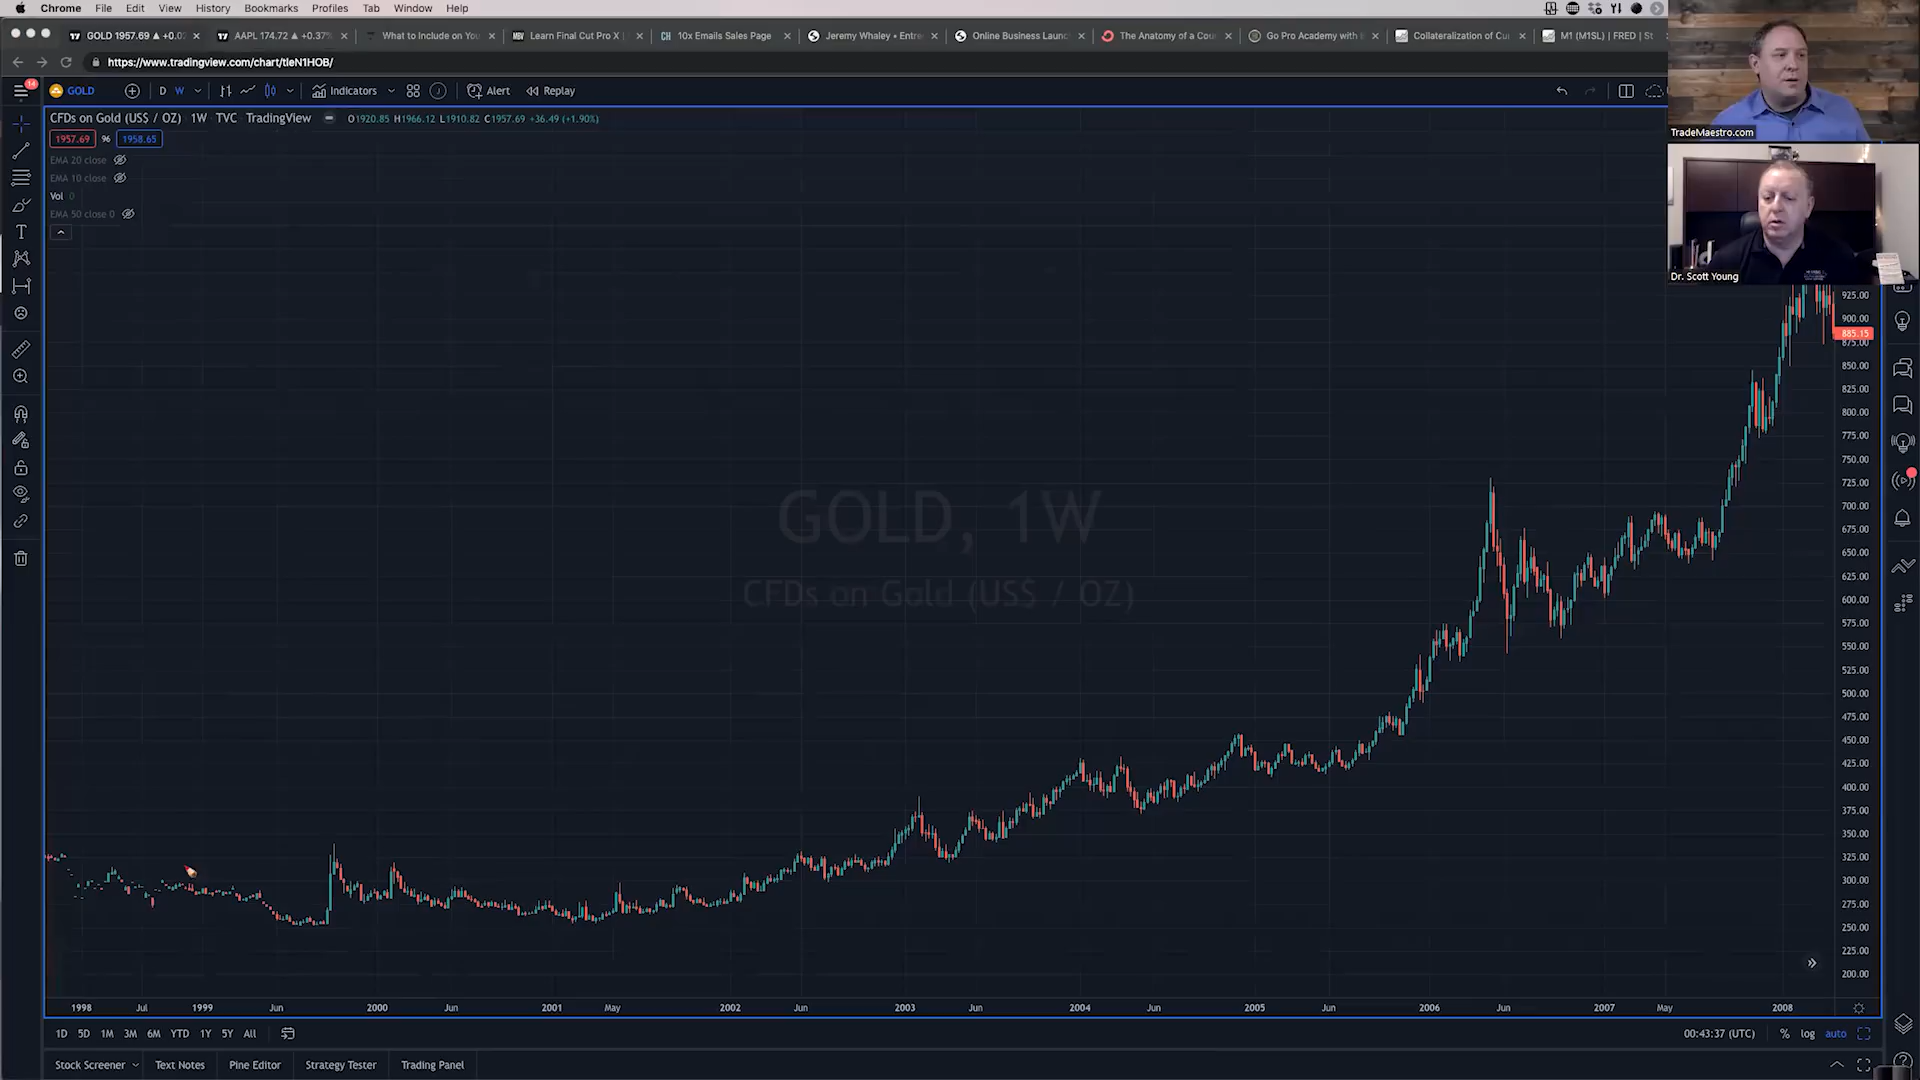 Chrome File Edit View History Bookmarks Profiles Tab Window Help
GOLD 1957.69 ▲ +0.0 × AAPL 174.72 ▲ +0.37% × What to Include on You × Learn Final Cut Pro X | × 10x Emails Sales Page × Jeremy Whaley • Entre × Online Business Launc × The Anatomy of a Cou × Go Pro Academy with × Collateralization of Cu × M1 (M1SL) | FRED | St
https://www.tradingview.com/chart/tleN1HOB/
14
GOLD D W Indicators Alert Replay
CFDs on Gold (US$ / OZ) 1W TVC TradingView O1920.85 H1966.12 L1910.82 C1957.69 +36.49 (+1.90%)
1957.69 96 1958.65
EMA 20 close
EMA 10 close
Vol 0
EMA 50 close 0
TradeMaestro.com
Dr. Scott Young
GOLD, 1W
CFDs on Gold (US$ / OZ)
925.00
900.00
885.15
875.00
850.00
825.00
800.00
775.00
750.00
725.00
700.00
675.00
650.00
625.00
600.00
575.00
550.00
525.00
500.00
475.00
450.00
425.00
400.00
375.00
350.00
325.00
300.00
275.00
250.00
225.00
200.00
1998 Jul 1999 Jun 2000 Jun 2001 May 2002 Jun 2003 Jun 2004 Jun 2005 Jun 2006 Jun 2007 May 2008
1D 5D 1M 3M 6M YTD 1Y 5Y All 00:43:37 (UTC) % log auto
Stock Screener Text Notes Pine Editor Strategy Tester Trading Panel